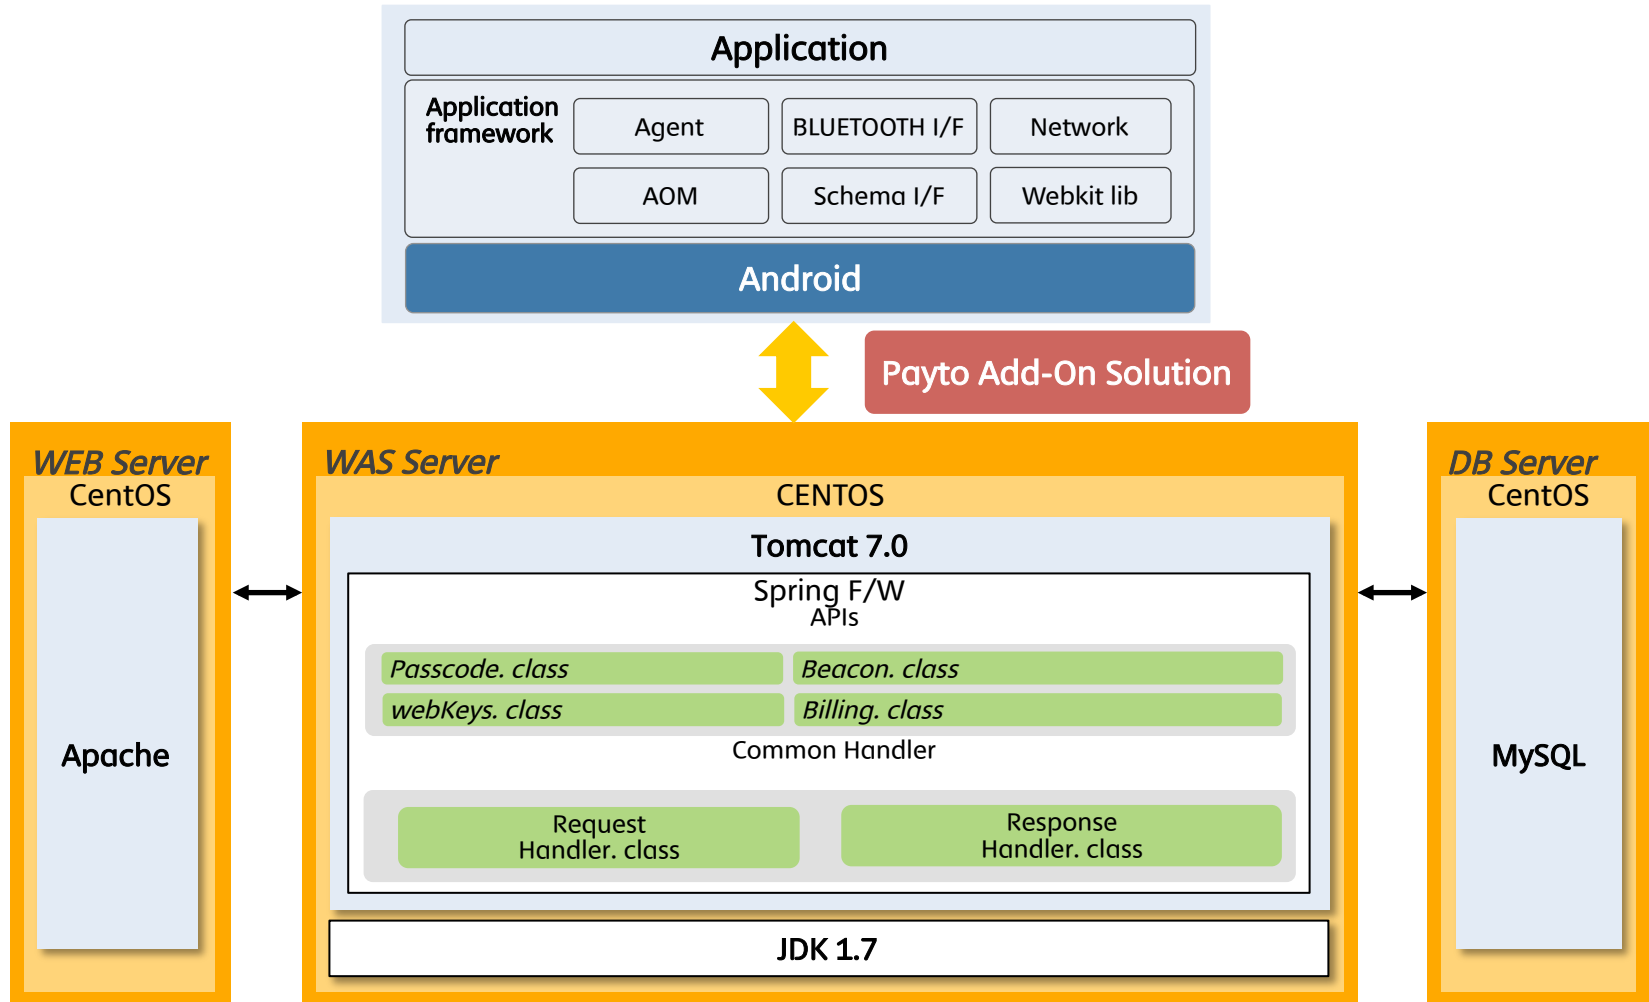 Application
Application
framework
Agent
BLUETOOTH I/F
Network
AOM
Schema I/F
Webkit lib
Android
Payto Add-On Solution
WEB Server
CentOS
Apache
WAS Server
CENTOS
Tomcat 7.0
Spring F/W
APIs
Passcode. class
Beacon. class
webKeys. class
Billing. class
Common Handler
Request
Handler. class
Response
Handler. class
JDK 1.7
DB Server
CentOS
MySQL